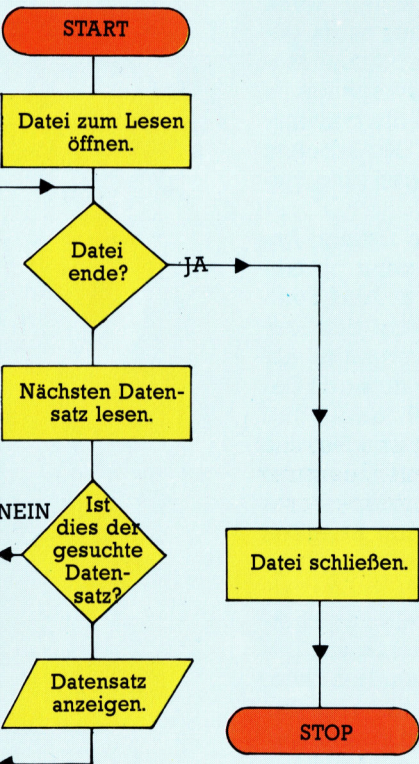 START
Datei zum Lesen
öffnen.
Datei
ende?
JA
Nächsten Daten-
satz lesen.
NEIN
Ist
dies der
gesuchte
Daten-
satz?
Datei schließen.
Datensatz
anzeigen.
STOP